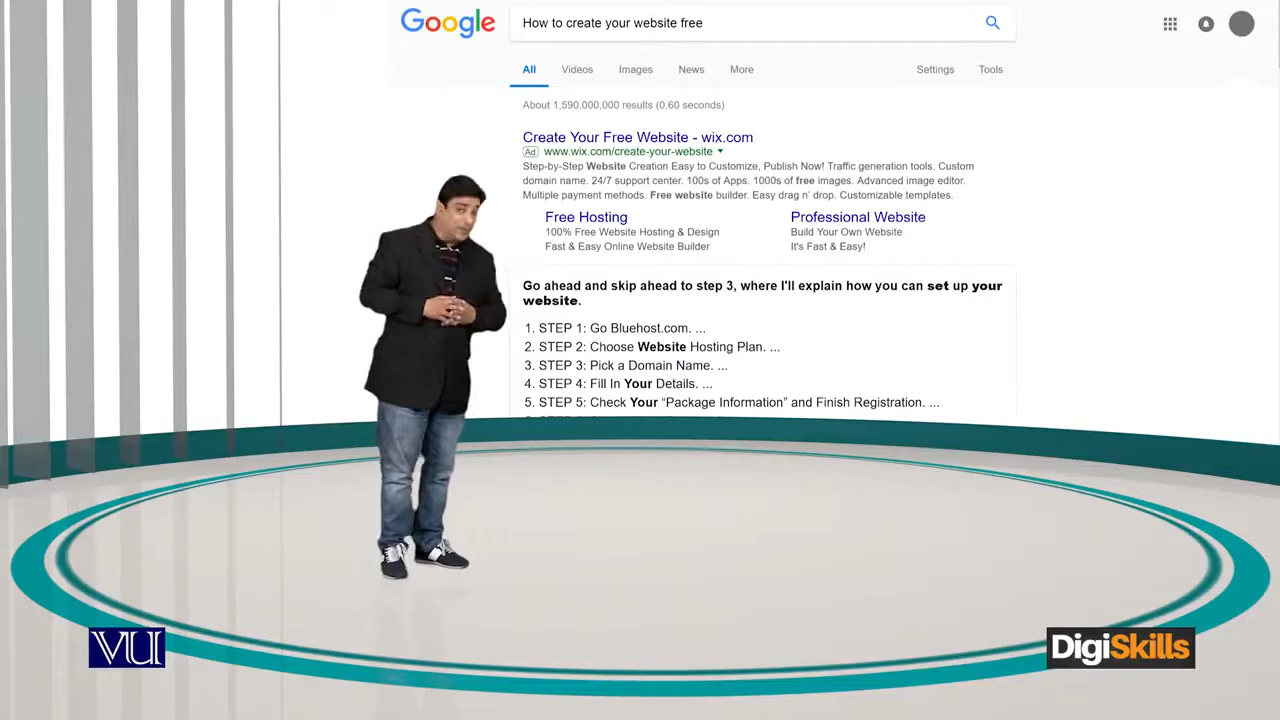 Google
How to create your website free
All Videos Images News More Settings Tools
About 1,590,000,000 results (0.60 seconds)
Create Your Free Website - wix.com
Ad www.wix.com/create-your-website
Step-by-Step Website Creation Easy to Customize, Publish Now! Traffic generation tools. Custom
domain name. 24/7 support center. 100s of Apps. 1000s of free images. Advanced image editor.
Multiple payment methods. Free website builder. Easy drag n' drop. Customizable templates.
Free Hosting
100% Free Website Hosting & Design
Fast & Easy Online Website Builder
Professional Website
Build Your Own Website
It's Fast & Easy!
Go ahead and skip ahead to step 3, where I'll explain how you can set up your
website.
1. STEP 1: Go Bluehost.com. ...
2. STEP 2: Choose Website Hosting Plan. ...
3. STEP 3: Pick a Domain Name. ...
4. STEP 4: Fill In Your Details. ...
5. STEP 5: Check Your “Package Information” and Finish Registration. ...
VU
DigiSkills